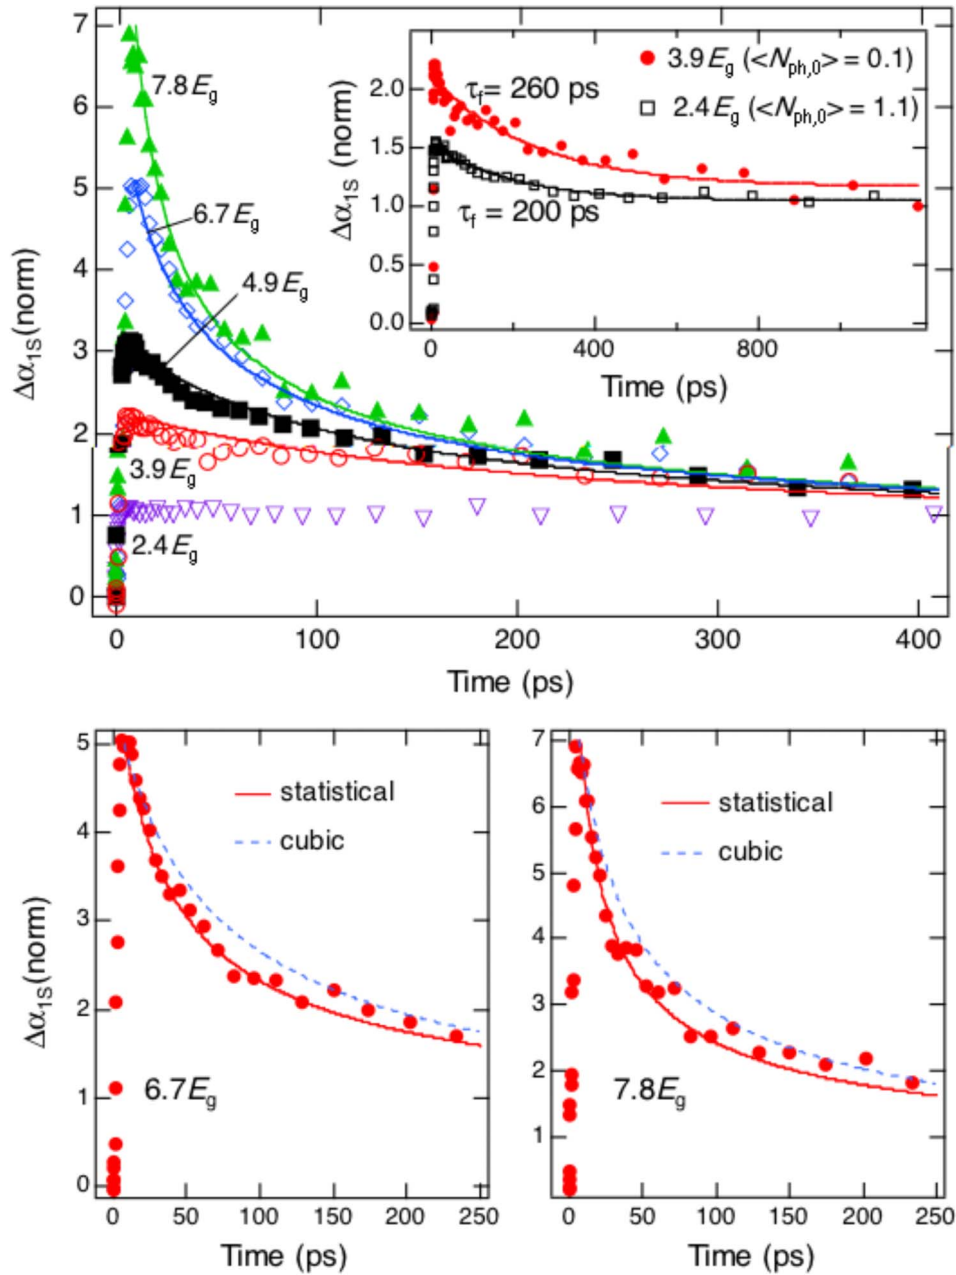 7
6
5
4
3
2
1
0
Δα1S(norm)
7.8Eg
6.7Eg
4.9Eg
3.9Eg
2.4Eg
0
100
200
300
400
Time (ps)
2.0
1.5
1.0
0.5
0.0
Δα1S (norm)
3.9Eg (<Nph,0> = 0.1)
2.4Eg (<Nph,0> = 1.1)
τf = 260 ps
τf = 200 ps
0
400
800
Time (ps)
5
4
3
2
1
0
Δα1S(norm)
statistical
cubic
6.7Eg
0
50
100
150
200
250
Time (ps)
7
6
5
4
3
2
1
statistical
cubic
7.8Eg
0
50
100
150
200
250
Time (ps)